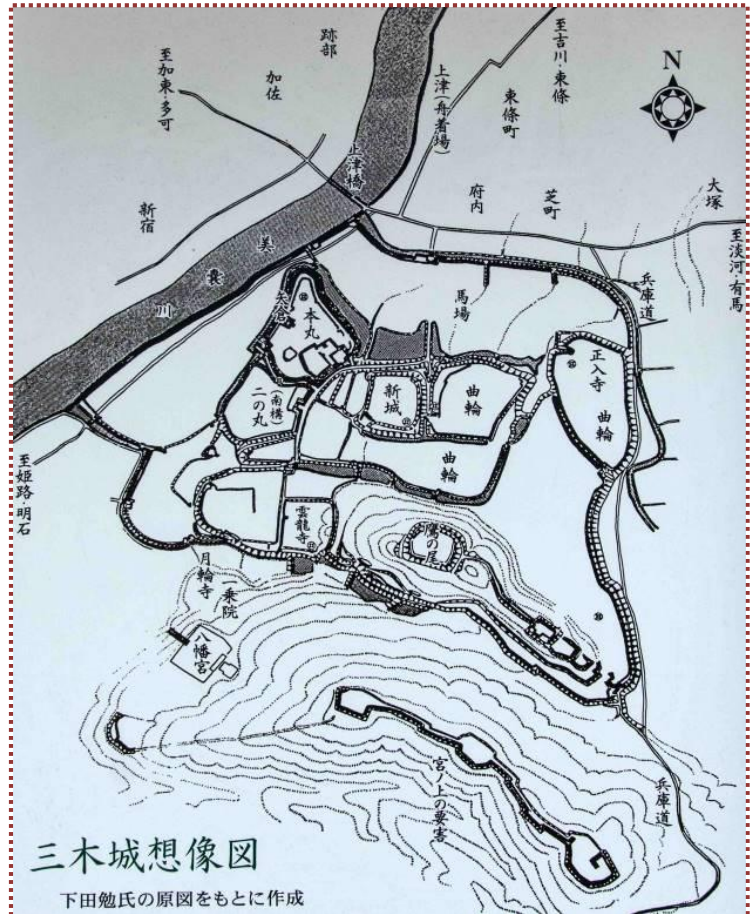 跡部
加佐
至加東・多可
新宿
上津橋
上津(舟着場)
至吉川・東條
東條町
府内
芝町
大塚
至淡河・有馬
N
美嚢川
兵庫道
馬場
天台
本丸
二の丸
(南構)
新城
曲輪
正入寺
曲輪
曲輪
至姫路・明石
雲龍寺
鷹の尾
月輪寺
一乗院
八幡宮
宮ノ上の要害
兵庫道
三木城想像図
下田勉氏の原図をもとに作成